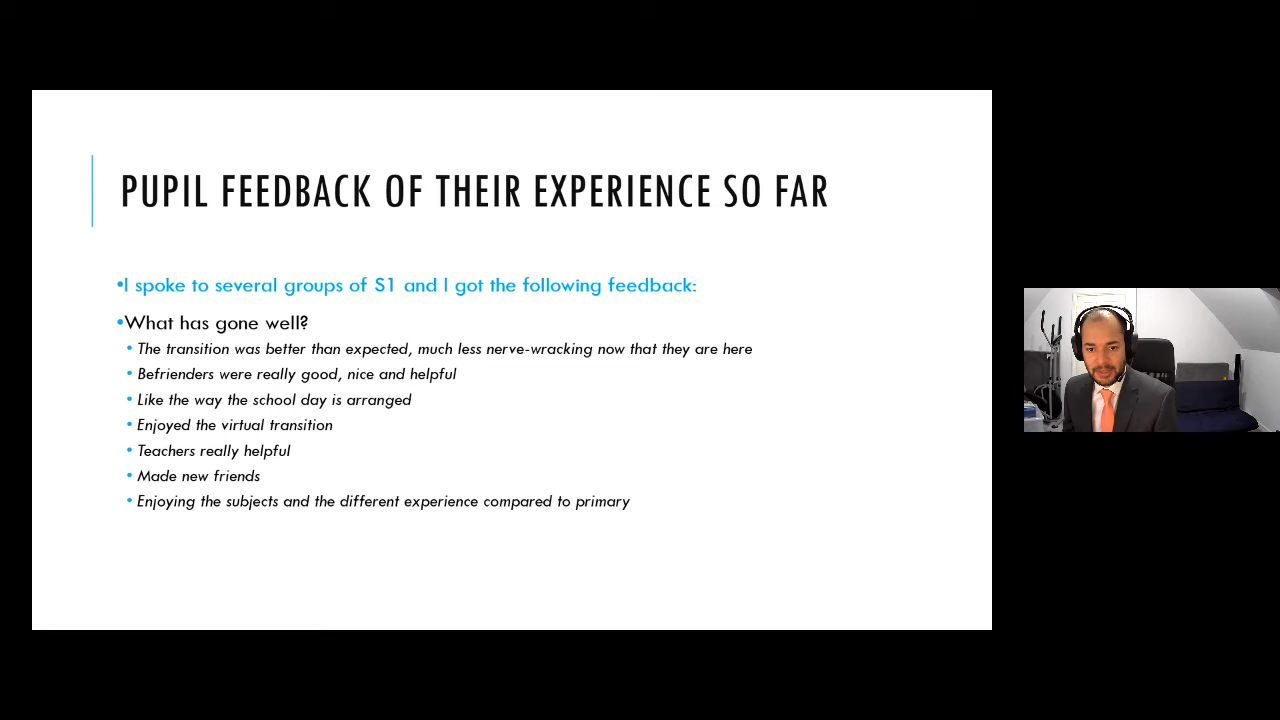 PUPIL FEEDBACK OF THEIR EXPERIENCE SO FAR
•I spoke to several groups of S1 and I got the following feedback:
•What has gone well?
• The transition was better than expected, much less nerve-wracking now that they are here
• Befrienders were really good, nice and helpful
• Like the way the school day is arranged
• Enjoyed the virtual transition
• Teachers really helpful
• Made new friends
• Enjoying the subjects and the different experience compared to primary